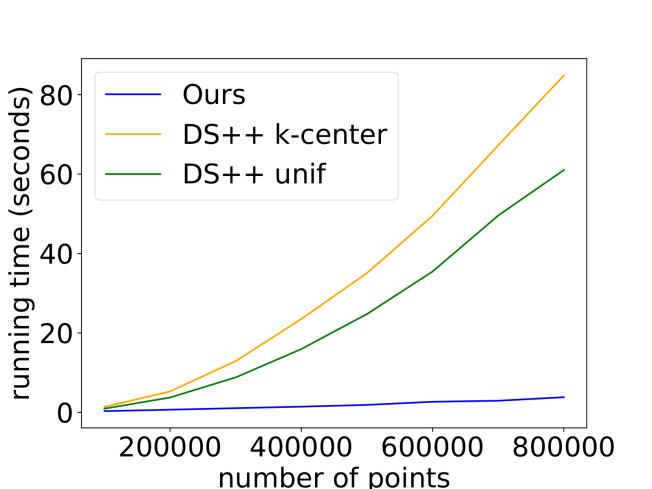 Ours
DS++ k-center
DS++ unif
running time (seconds)
80
60
40
20
0
200000 400000 600000 800000
number of points